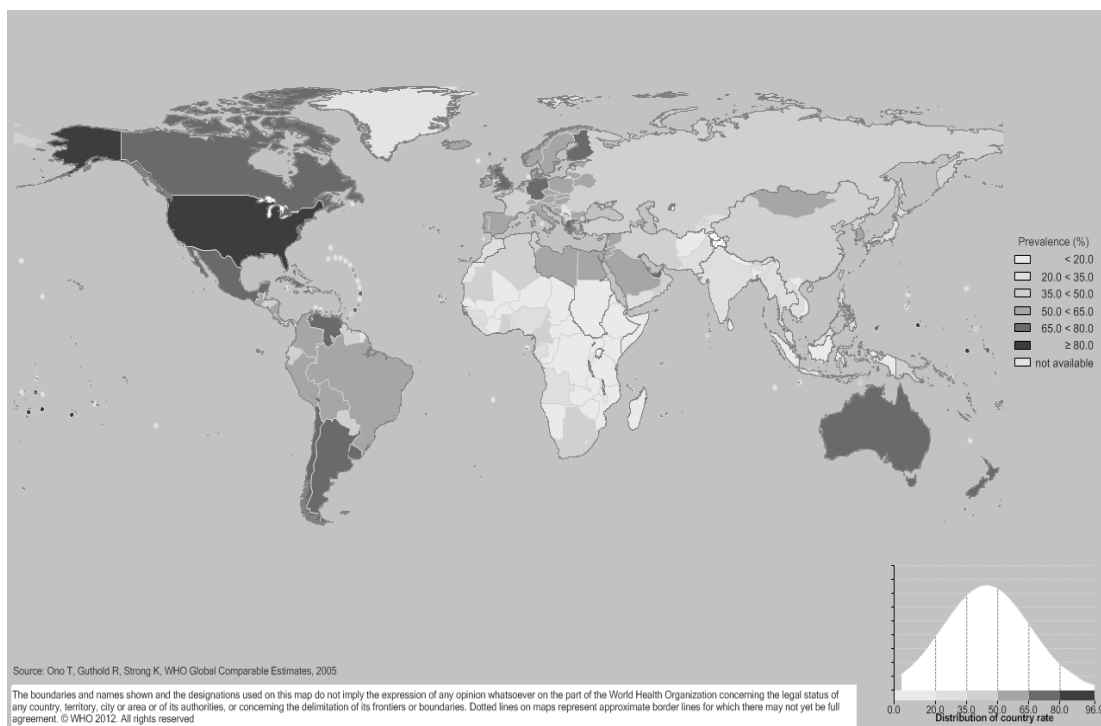 Prevalence (%)
< 20.0
20.0 < 35.0
35.0 < 50.0
50.0 < 65.0
65.0 < 80.0
≥ 80.0
not available
0.0 20.0 35.0 50.0 65.0 80.0 96.9
Distribution of country rate
Source: Ono T, Guthold R, Strong K, WHO Global Comparable Estimates, 2005
The boundaries and names shown and the designations used on this map do not imply the expression of any opinion whatsoever on the part of the World Health Organization concerning the legal status of
any country, territory, city or area or of its authorities, or concerning the delimitation of its frontiers or boundaries. Dotted lines on maps represent approximate border lines for which there may not yet be full
agreement. © WHO 2012. All rights reserved